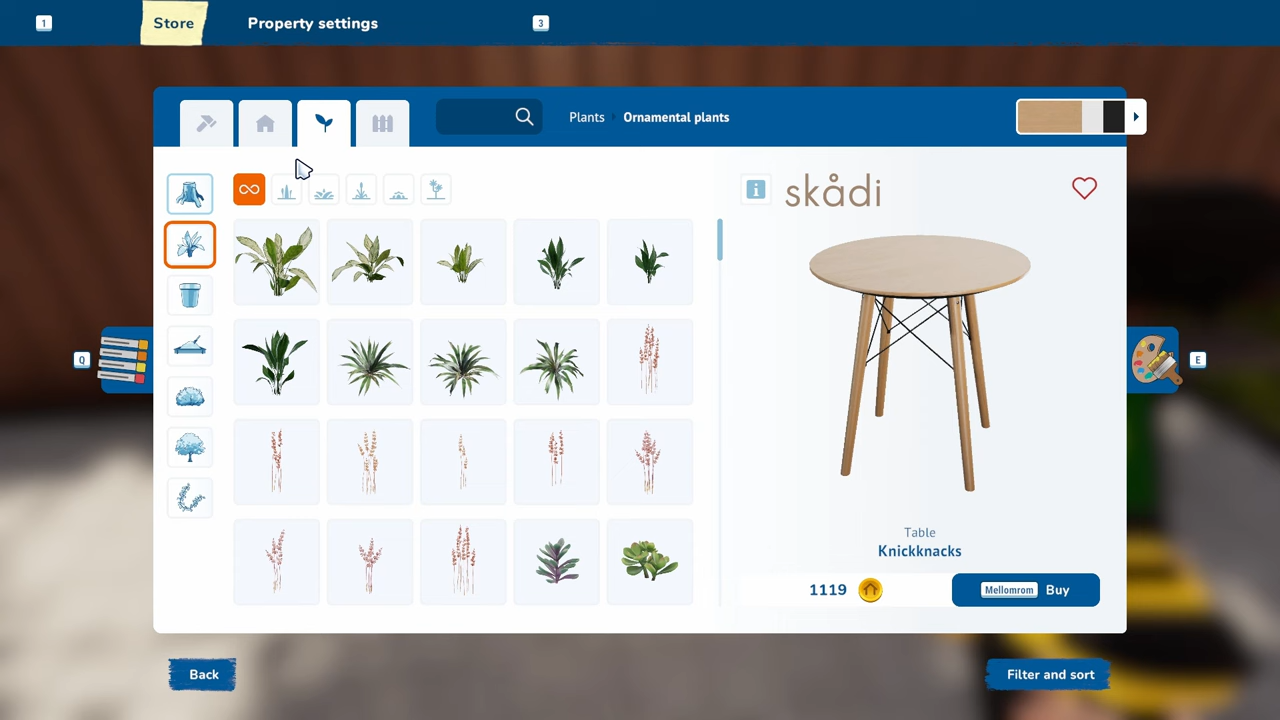 1
Store
Property settings
3
Plants
Ornamental plants
i
skådi
Q
E
Table
Knickknacks
1119
Mellomrom
Buy
Back
Filter and sort